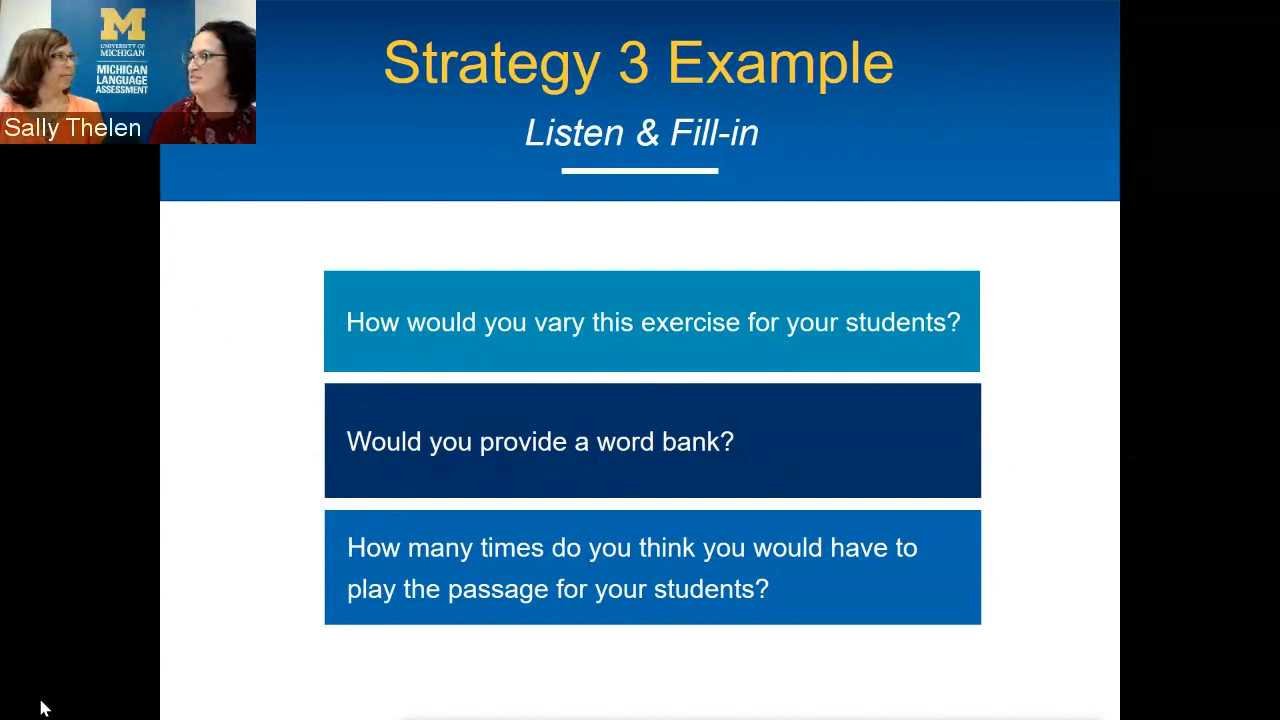 M
UNIVERSITY OF
MICHIGAN
MICHIGAN
LANGUAGE
ASSESSMENT
Sally Thelen
Strategy 3 Example
Listen & Fill-in
How would you vary this exercise for your students?
Would you provide a word bank?
How many times do you think you would have to
play the passage for your students?